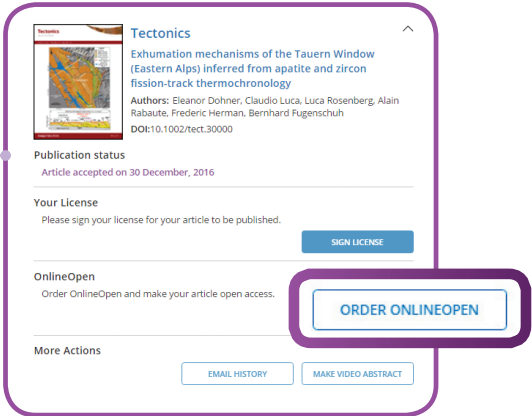 Tectonics
Tectonics
Exhumation mechanisms of the Tauern Window
(Eastern Alps) inferred from apatite and zircon
fission-track thermochronology
Authors: Eleanor Dohner, Claudio Luca, Luca Rosenberg, Alain
Rabaute, Frederic Herman, Bernhard Fugenschuh
DOI:10.1002/tect.30000
Publication status
Article accepted on 30 December, 2016
Your License
Please sign your license for your article to be published.
SIGN LICENSE
OnlineOpen
Order OnlineOpen and make your article open access.
ORDER ONLINEOPEN
More Actions
EMAIL HISTORY
MAKE VIDEO ABSTRACT